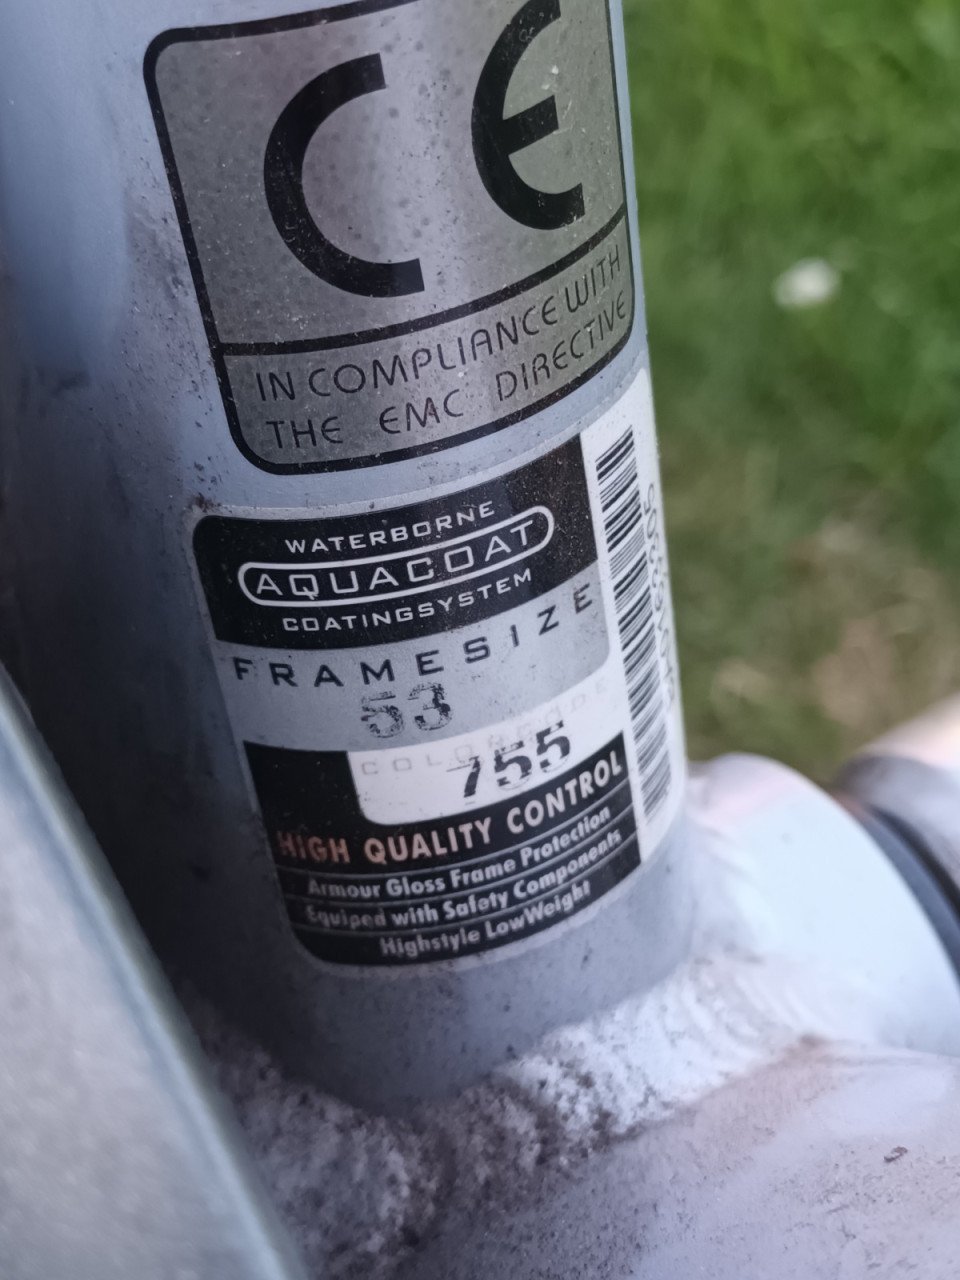 CE
IN COMPLIANCE WITH
THE EMC DIRECTIVE
WATERBORNE
AQUACOAT
COATINGSYSTEM
FRAMESIZE
53
755
HIGH QUALITY CONTROL
Armour Gloss Frame Protection
Equiped with Safety Components
Highstyle LowWeight